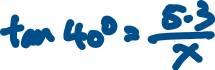 tan 40° = 5.3/x